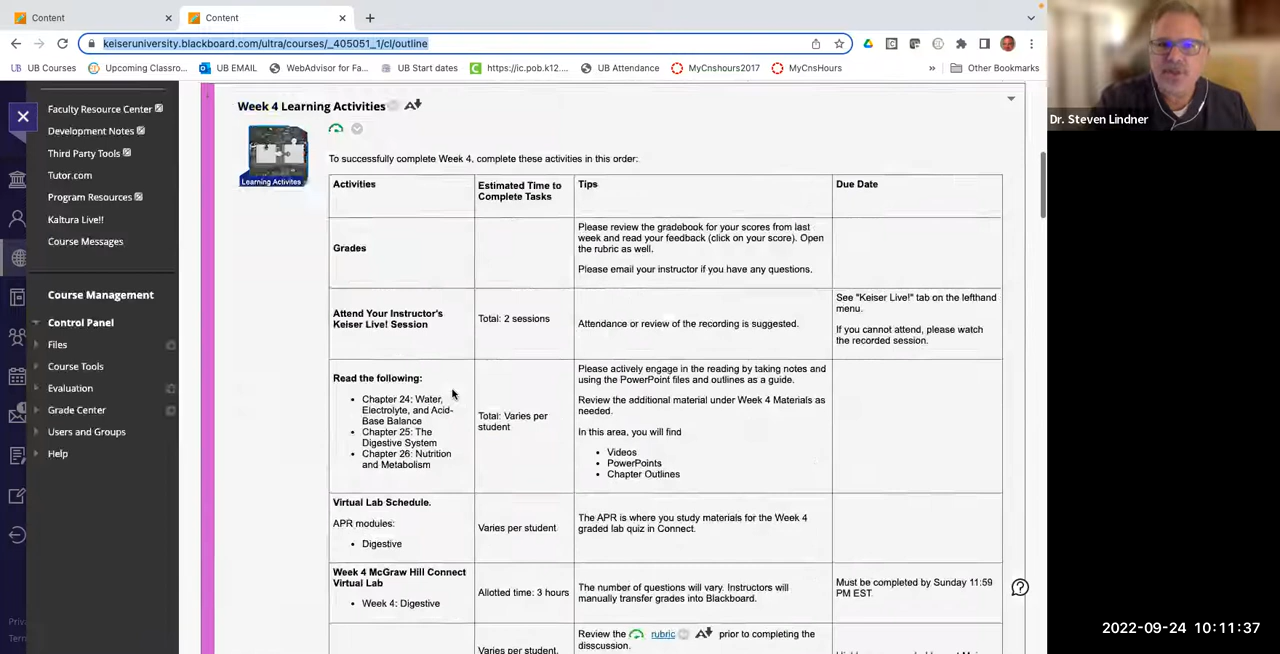 Content
Content
keiseruniversity.blackboard.com/ultra/courses/_405051_1/cl/outline
UB Courses
Upcoming Classro...
UB EMAIL
WebAdvisor for Fa...
UB Start dates
https://ic.pob.k12....
UB Attendance
MyCnshours2017
MyCnsHours
»
Other Bookmarks
Faculty Resource Center
Development Notes
Third Party Tools
Tutor.com
Program Resources
Kaltura Live!!
Course Messages
Course Management
Control Panel
Files
Course Tools
Evaluation
Grade Center
Users and Groups
Help
Week 4 Learning Activities
Learning Activites
To successfully complete Week 4, complete these activities in this order:
Activities
Estimated Time to
Complete Tasks
Tips
Due Date
Grades
Please review the gradebook for your scores from last
week and read your feedback (click on your score). Open
the rubric as well.
Please email your instructor if you have any questions.
Attend Your Instructor's
Keiser Live! Session
Total: 2 sessions
Attendance or review of the recording is suggested.
See "Keiser Live!" tab on the lefthand
menu.
If you cannot attend, please watch
the recorded session.
Read the following:
• Chapter 24: Water,
Electrolyte, and Acid-
Base Balance
• Chapter 25: The
Digestive System
• Chapter 26: Nutrition
and Metabolism
Total: Varies per
student
Please actively engage in the reading by taking notes and
using the PowerPoint files and outlines as a guide.
Review the additional material under Week 4 Materials as
needed.
In this area, you will find
• Videos
• PowerPoints
• Chapter Outlines
Virtual Lab Schedule.
APR modules:
• Digestive
Varies per student
The APR is where you study materials for the Week 4
graded lab quiz in Connect.
Week 4 McGraw Hill Connect
Virtual Lab
• Week 4: Digestive
Allotted time: 3 hours
The number of questions will vary. Instructors will
manually transfer grades into Blackboard.
Must be completed by Sunday 11:59
PM EST.
Varies per student.
Review the rubric prior to completing the
disscusion.
Dr. Steven Lindner
2022-09-24 10:11:37